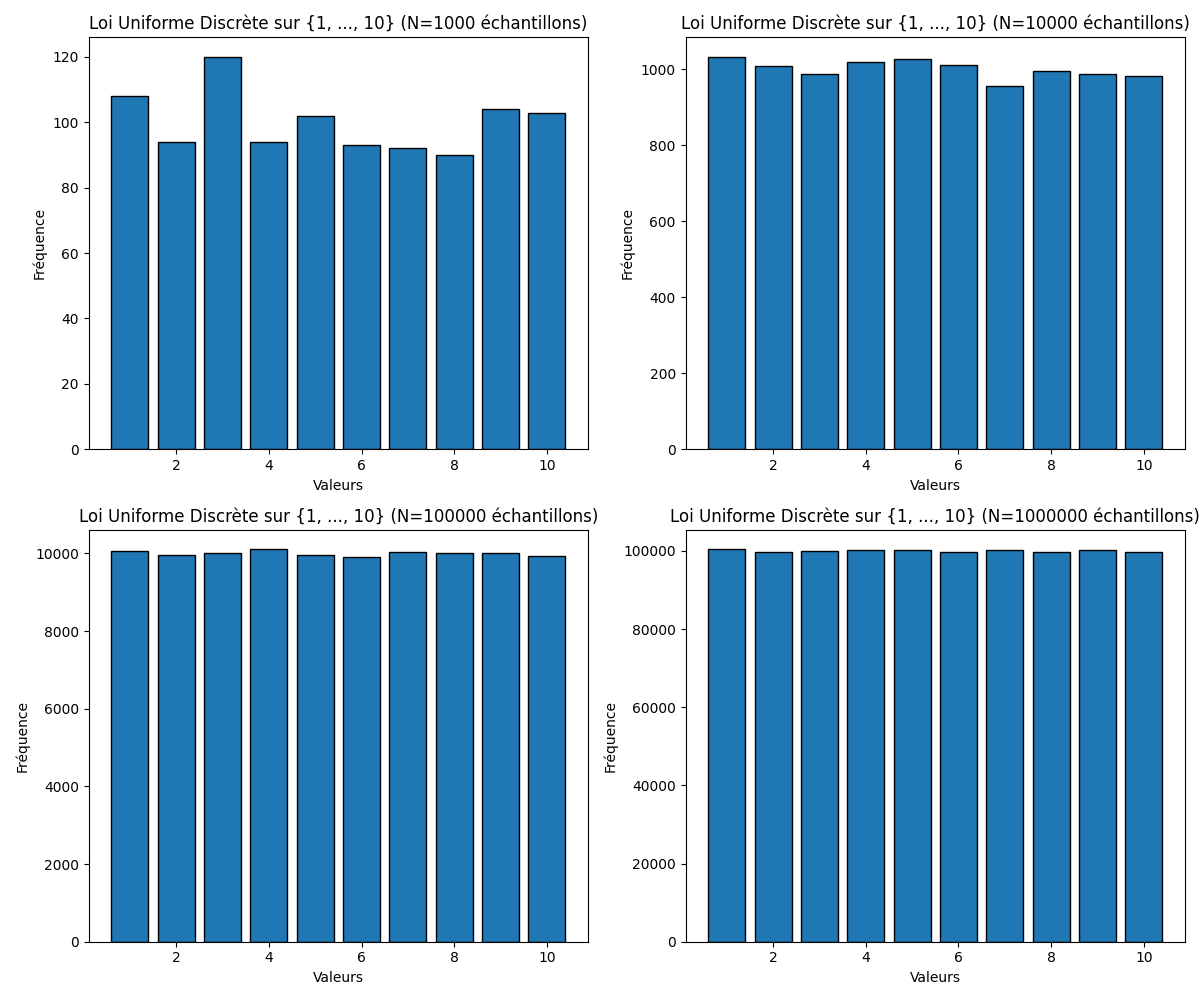 Loi Uniforme Discrète sur {1, ..., 10} (N=1000 échantillons)
120
100
80
60
40
20
0
Fréquence
2 4 6 8 10
Valeurs
Loi Uniforme Discrète sur {1, ..., 10} (N=10000 échantillons)
1000
800
600
400
200
0
Fréquence
2 4 6 8 10
Valeurs
Loi Uniforme Discrète sur {1, ..., 10} (N=100000 échantillons)
10000
8000
6000
4000
2000
0
Fréquence
2 4 6 8 10
Valeurs
Loi Uniforme Discrète sur {1, ..., 10} (N=1000000 échantillons)
100000
80000
60000
40000
20000
0
Fréquence
2 4 6 8 10
Valeurs